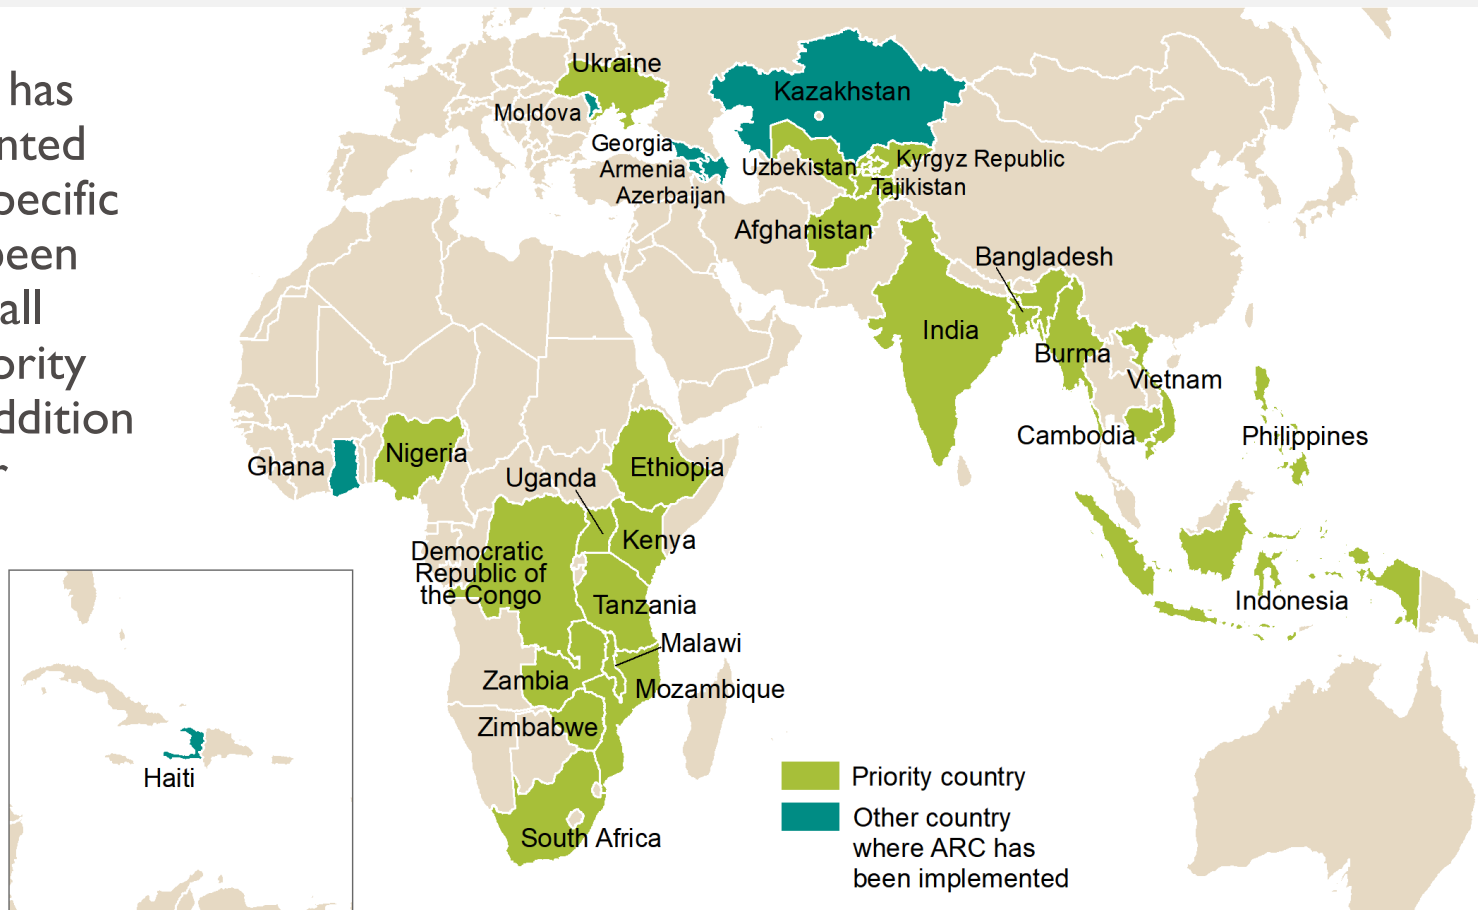 has
nted
pecific
been
all
ority
ddition
r
Ukraine
Moldova
Kazakhstan
Georgia
Armenia
Azerbaijan
Uzbekistan
Kyrgyz Republic
Tajikistan
Afghanistan
Bangladesh
India
Burma
Vietnam
Cambodia
Philippines
Indonesia
Ghana
Nigeria
Ethiopia
Uganda
Kenya
Democratic
Republic of
the Congo
Tanzania
Malawi
Zambia
Mozambique
Zimbabwe
South Africa
Haiti
Priority country
Other country
where ARC has
been implemented